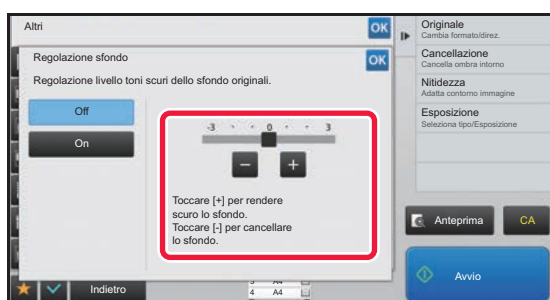 Altri
OK
Regolazione sfondo
OK
Regolazione livello toni scuri dello sfondo originali.
Off
On
-3 0 3
Toccare [+] per rendere
scuro lo sfondo.
Toccare [-] per cancellare
lo sfondo.
Indietro
4 A4
Originale
Cambia formato/direz.
Cancellazione
Cancella ombra intorno
Nitidezza
Adatta contorno immagine
Esposizione
Seleziona tipo/Esposizione
Anteprima
CA
Avvio